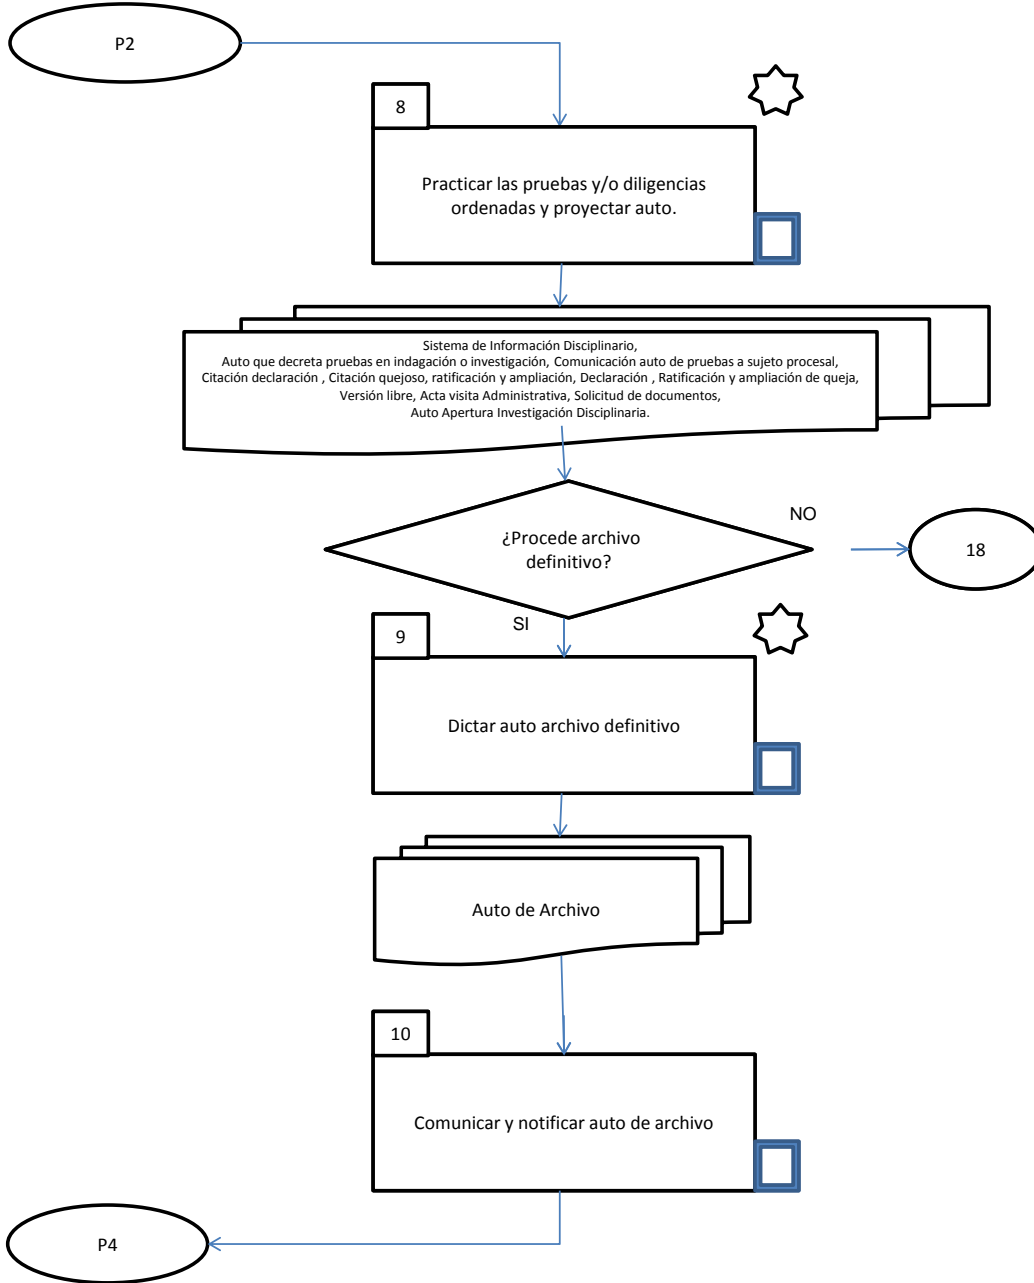 P2
8
Practicar las pruebas y/o diligencias
ordenadas y proyectar auto.
Sistema de Información Disciplinario,
Auto que decreta pruebas en indagación o investigación, Comunicación auto de pruebas a sujeto procesal,
Citación declaración , Citación quejoso, ratificación y ampliación, Declaración , Ratificación y ampliación de queja,
Versión libre, Acta visita Administrativa, Solicitud de documentos,
Auto Apertura Investigación Disciplinaria.
¿Procede archivo
definitivo?
NO
18
SI
9
Dictar auto archivo definitivo
Auto de Archivo
10
Comunicar y notificar auto de archivo
P4